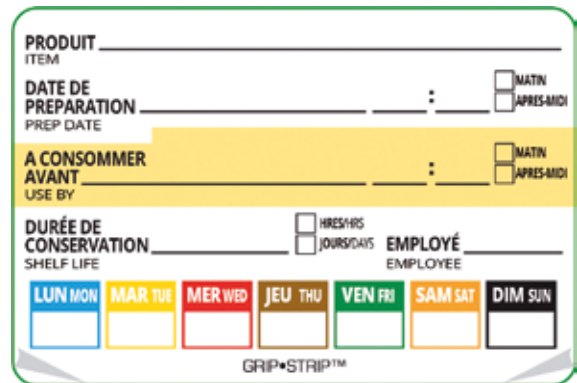 PRODUIT
ITEM
MATIN
DATE DE
PREPARATION : APRES-MIDI
PREP DATE
A CONSOMMER MATIN
AVANT : APRES-MIDI
USE BY
DURÉE DE HRES/HRS
CONSERVATION JOURS/DAYS EMPLOYÉ
SHELF LIFE EMPLOYEE
LUN MON MAR TUE MER WED JEU THU VEN FRI SAM SAT DIM SUN
GRIP•STRIP™